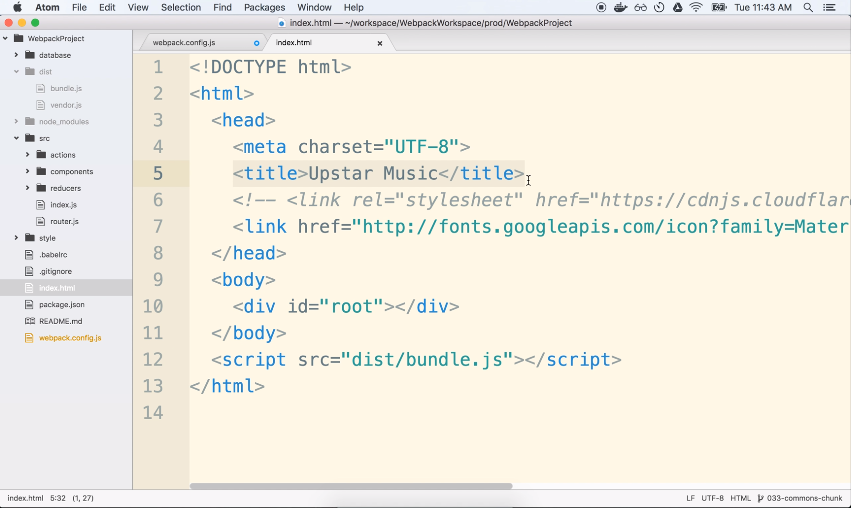 Atom File Edit View Selection Find Packages Window Help Tue 11:43 AM
index.html — ~/workspace/WebpackWorkspace/prod/WebpackProject
WebpackProject
database
dist
bundle.js
vendor.js
node_modules
src
actions
components
reducers
index.js
router.js
style
.babelrc
.gitignore
index.html
package.json
README.md
webpack.config.js
webpack.config.js index.html
1 <!DOCTYPE html>
2 <html>
3 <head>
4 <meta charset="UTF-8">
5 <title>Upstar Music</title>
6 <!-- <link rel="stylesheet" href="https://cdnjs.cloudflar
7 <link href="http://fonts.googleapis.com/icon?family=Mater
8 </head>
9 <body>
10 <div id="root"></div>
11 </body>
12 <script src="dist/bundle.js"></script>
13 </html>
14
index.html 5:32 (1, 27) LF UTF-8 HTML 033-commons-chunk